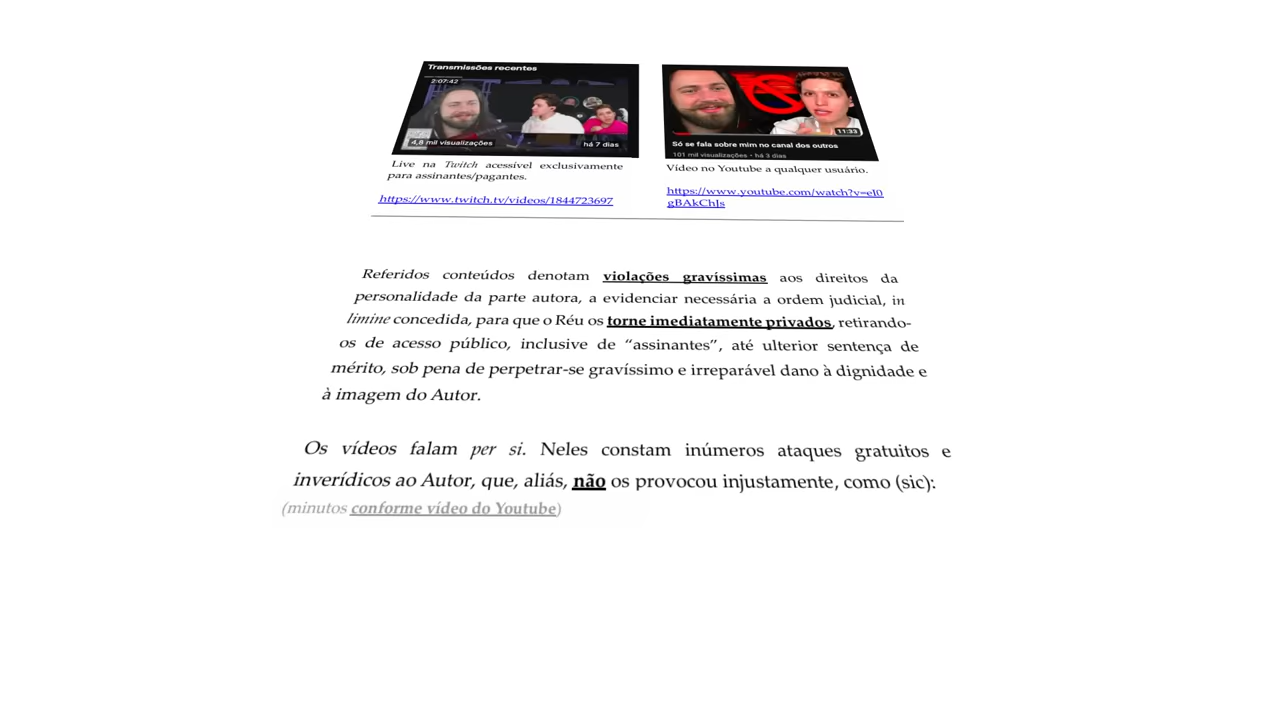 Transmissões recentes
2:07:42
4,8 mil visualizações
há 7 dias
11:33
Só se fala sobre mim no canal dos outros
101 mil visualizações • há 3 dias
Live na Twitch acessível exclusivamente
para assinantes/pagantes.
https://www.twitch.tv/videos/1844723697
Vídeo no Youtube a qualquer usuário.
https://www.youtube.com/watch?v=eI0
gBAkChIs
Referidos conteúdos denotam violações gravíssimas aos direitos da
personalidade da parte autora, a evidenciar necessária a ordem judicial, in
limine concedida, para que o Réu os torne imediatamente privados, retirando-
os de acesso público, inclusive de “assinantes”, até ulterior sentença de
mérito, sob pena de perpetrar-se gravíssimo e irreparável dano à dignidade e
à imagem do Autor.
Os vídeos falam per si. Neles constam inúmeros ataques gratuitos e
inverídicos ao Autor, que, aliás, não os provocou injustamente, como (sic):
(minutos conforme vídeo do Youtube)